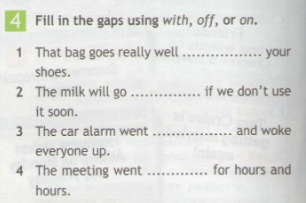 4 Fill in the gaps using with, off, or on.
1 That bag goes really well .............. your
shoes.
2 The milk will go .............. if we don't use
it soon.
3 The car alarm went ................ and woke
everyone up.
4 The meeting went ............ for hours and
hours.